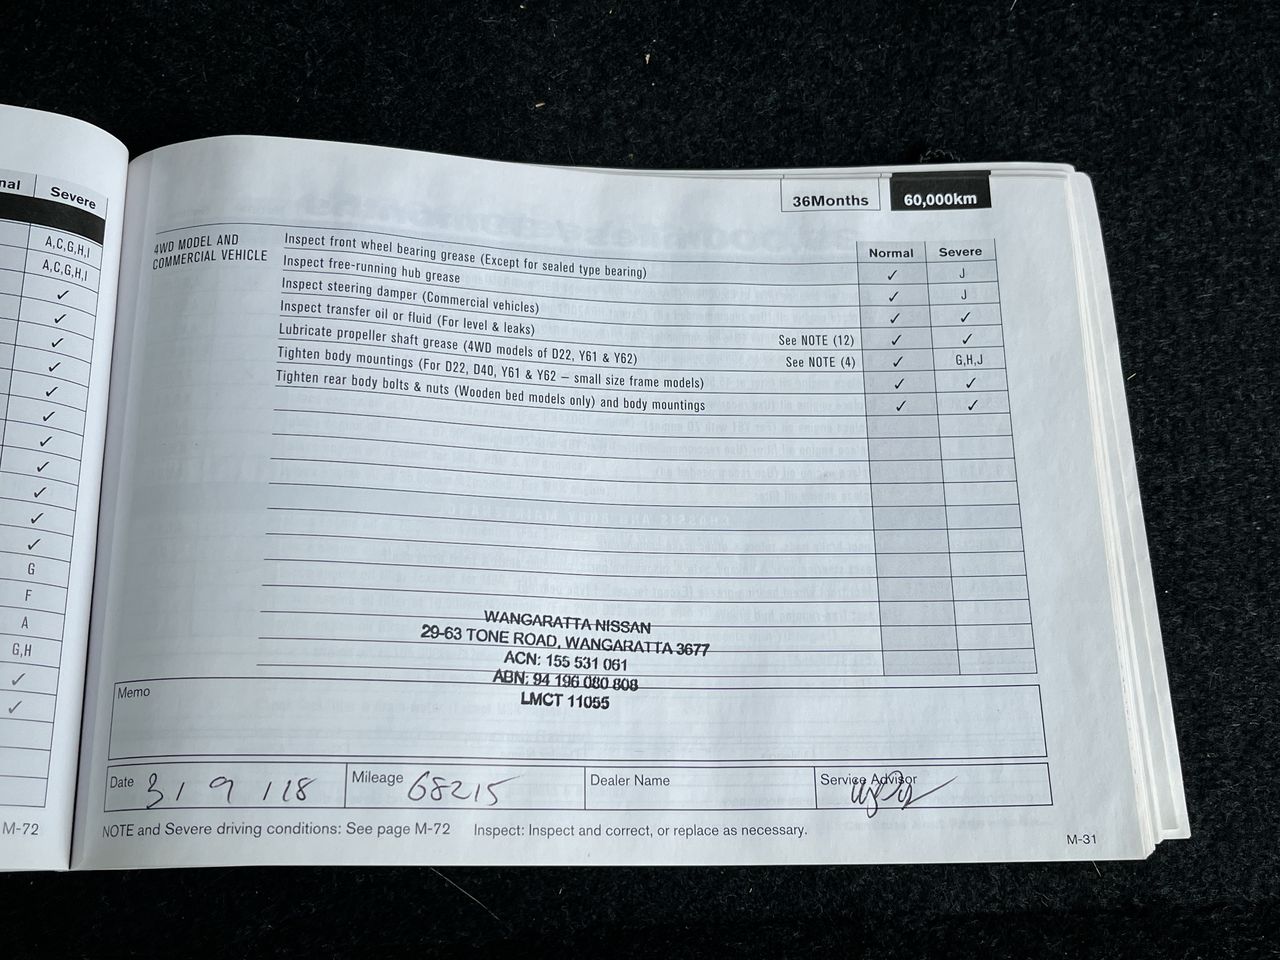 nal Severe
A,C,G,H,I
A,C,G,H,I
✓
✓
✓
✓
✓
✓
✓
✓
✓
✓
✓
G
F
A
G,H
✓
✓
M-72
36Months 60,000km
4WD MODEL AND
COMMERCIAL VEHICLE
Normal Severe
Inspect front wheel bearing grease (Except for sealed type bearing) ✓ J
Inspect free-running hub grease ✓ J
Inspect steering damper (Commercial vehicles) ✓ ✓
Inspect transfer oil or fluid (For level & leaks) See NOTE (12) ✓ ✓
Lubricate propeller shaft grease (4WD models of D22, Y61 & Y62) See NOTE (4) ✓ G,H,J
Tighten body mountings (For D22, D40, Y61 & Y62 – small size frame models) ✓ ✓
Tighten rear body bolts & nuts (Wooden bed models only) and body mountings ✓ ✓
WANGARATTA NISSAN
29-63 TONE ROAD, WANGARATTA 3677
ACN: 155 531 061
ABN: 94 196 080 808
LMCT 11055
Memo
Date 3 / 9 / 18 Mileage 68215 Dealer Name Service Advisor
NOTE and Severe driving conditions: See page M-72 Inspect: Inspect and correct, or replace as necessary.
M-31